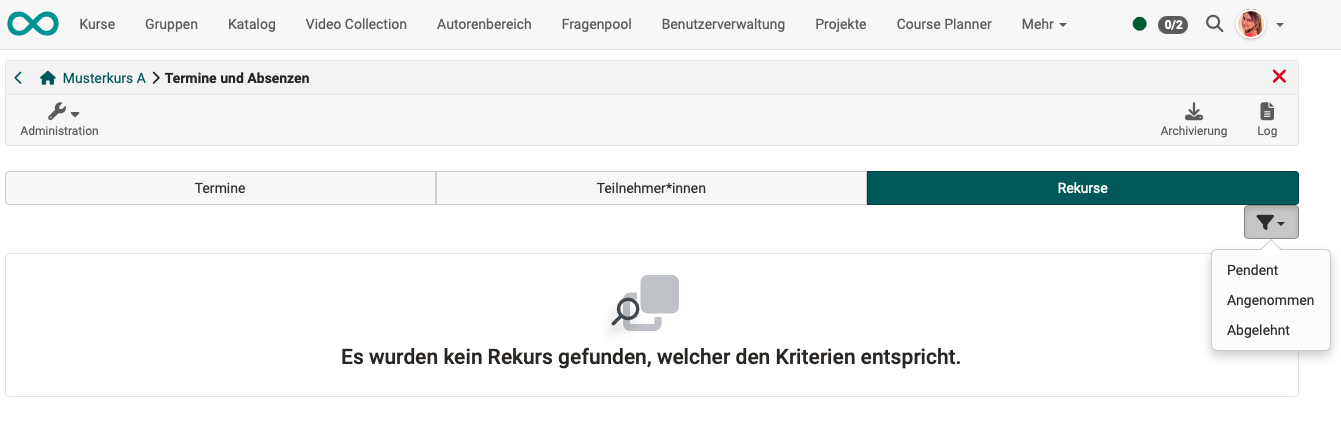 Kurse Gruppen Katalog Video Collection Autorenbereich Fragenpool Benutzerverwaltung Projekte Course Planner Mehr 0/2
Musterkurs A Termine und Absenzen
Administration Archivierung Log
Termine Teilnehmer*innen Rekurse
Pendent
Angenommen
Abgelehnt
Es wurden kein Rekurs gefunden, welcher den Kriterien entspricht.